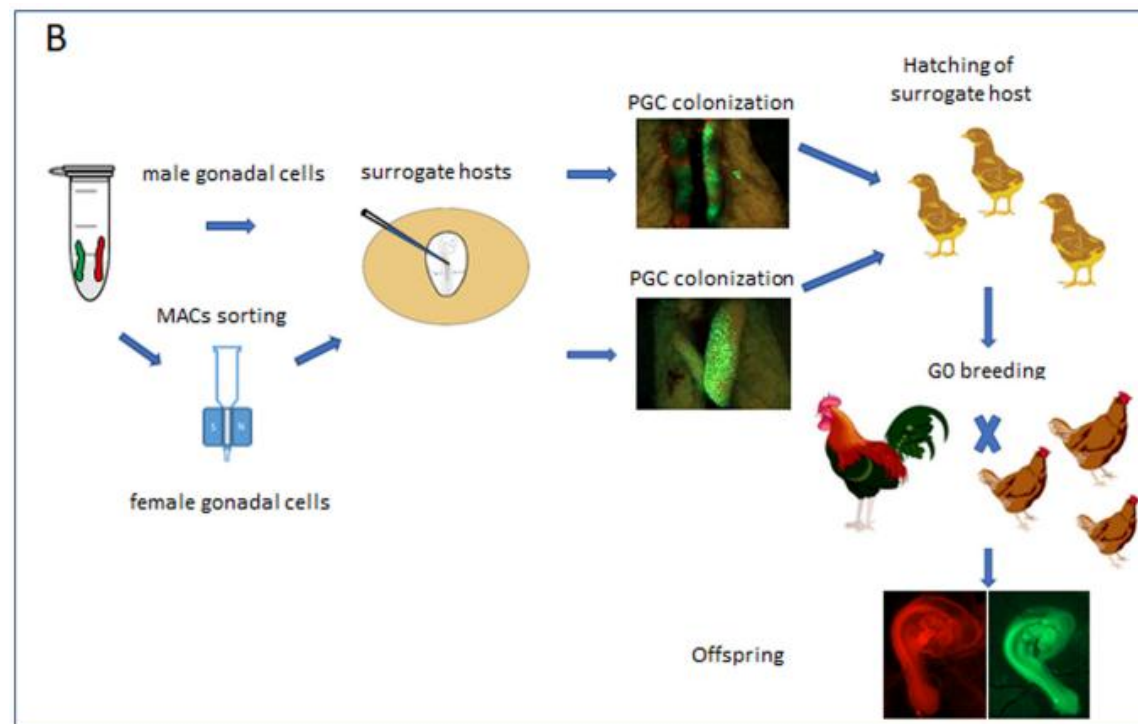 B
Hatching of
surrogate host
PGC colonization
male gonadal cells
surrogate hosts
PGC colonization
MACs sorting
S N
female gonadal cells
G0 breeding
Offspring